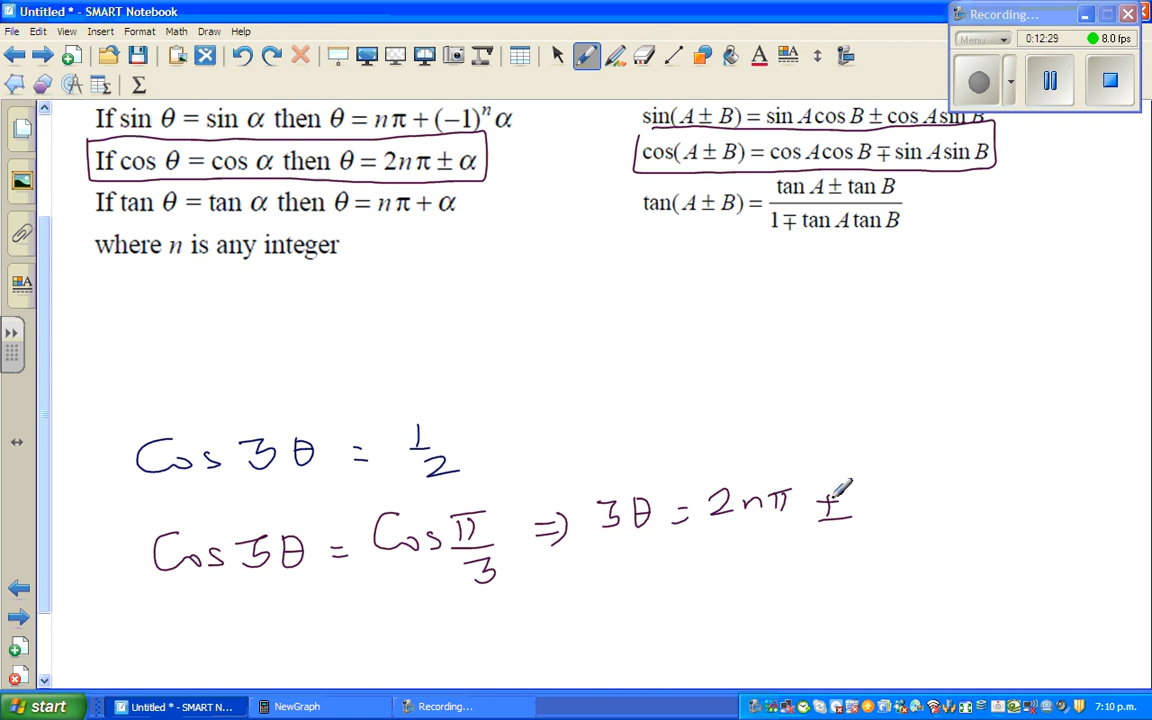 Untitled * - SMART Notebook
Recording...
File Edit View Insert Format Math Draw Help
Menu 0:12:29 8.0 fps
If sin θ = sin α then θ = nπ + (−1)ⁿ α
If cos θ = cos α then θ = 2nπ ± α
If tan θ = tan α then θ = nπ + α
where n is any integer
sin(A ± B) = sin A cos B ± cos A sin B
cos(A ± B) = cos A cos B ∓ sin A sin B
tan(A ± B) = (tan A ± tan B)/(1 ∓ tan A tan B)
Cos 3θ = 1/2
Cos 3θ = Cos π/3 ⇒ 3θ = 2nπ ±
start Untitled * - SMART N... NewGraph Recording... 7:10 p.m.